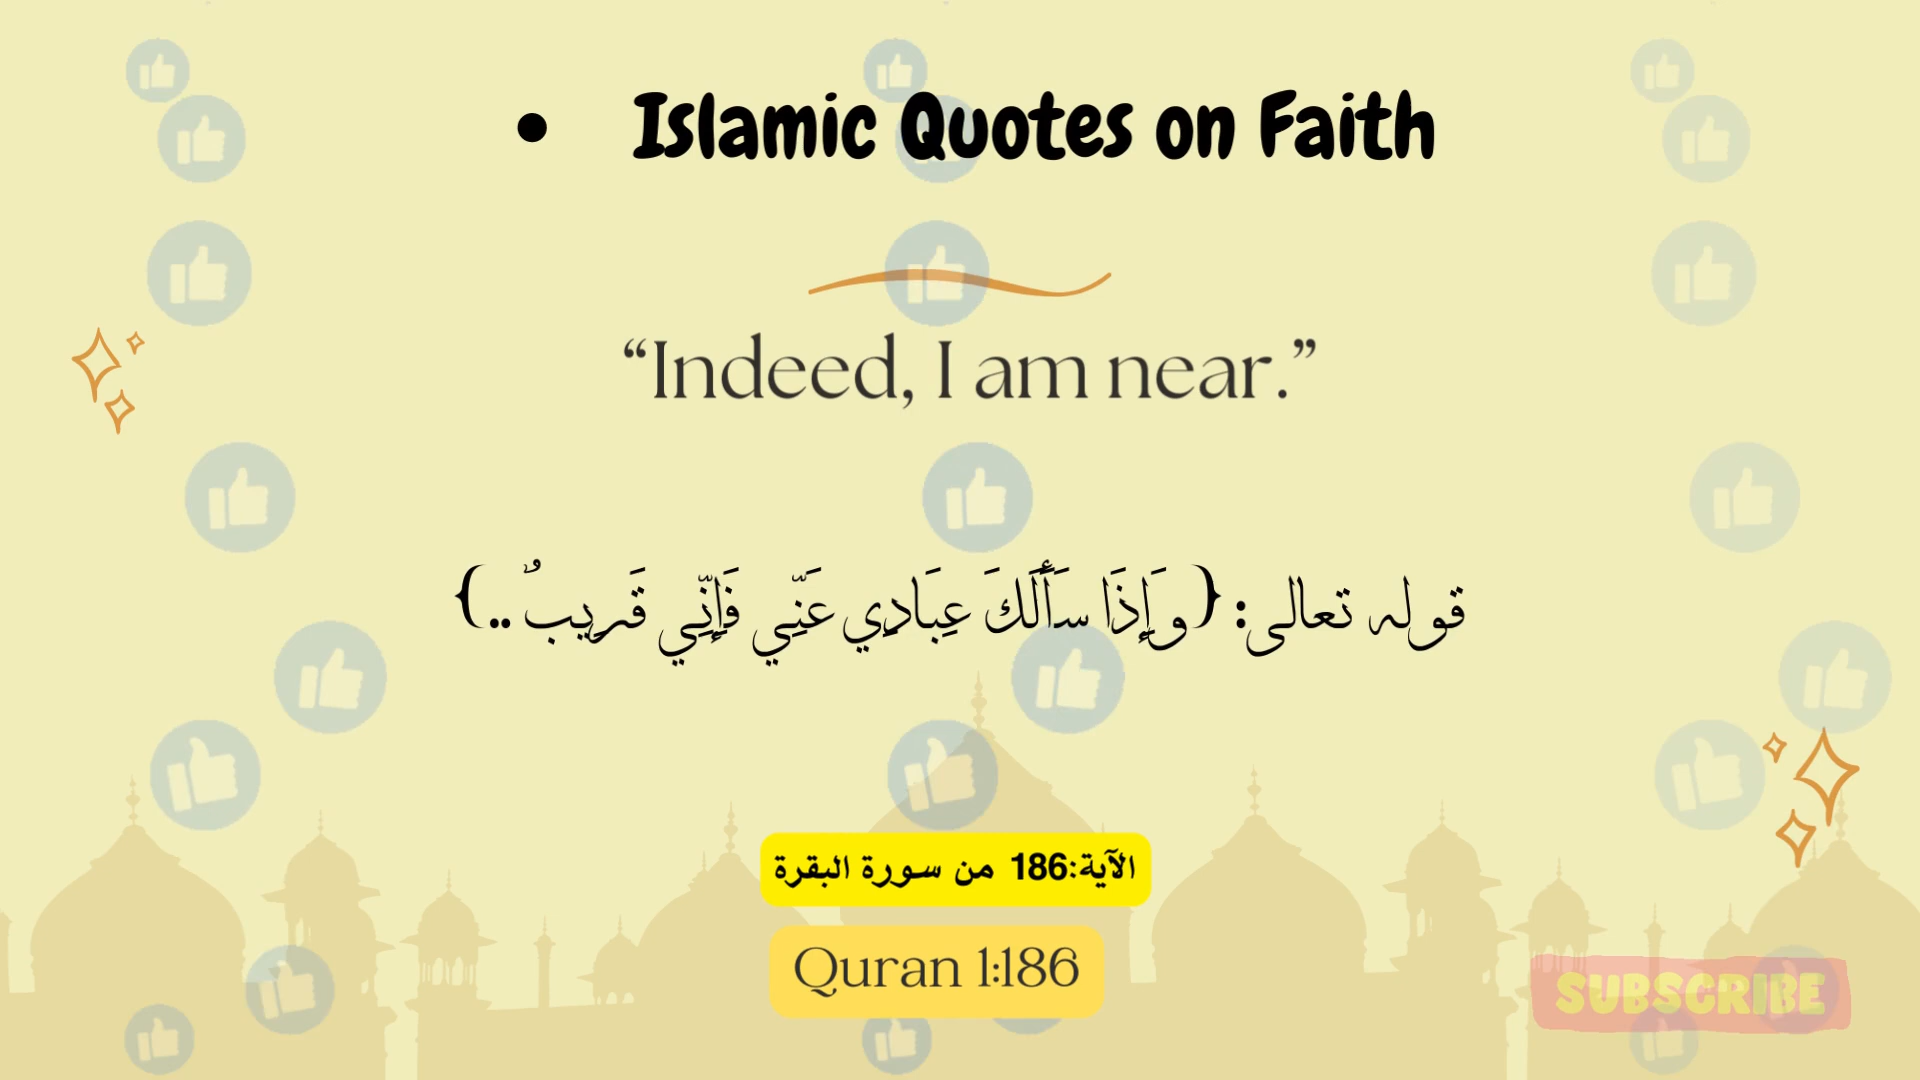 • Islamic Quotes on Faith
“Indeed, I am near.”
قوله تعالى: {وَإِذَا سَأَلَكَ عِبَادِي عَنِّي فَإِنِّي قَرِيبٌ ..}
الآية:186 من سورة البقرة
Quran 1:186
SUBSCRIBE